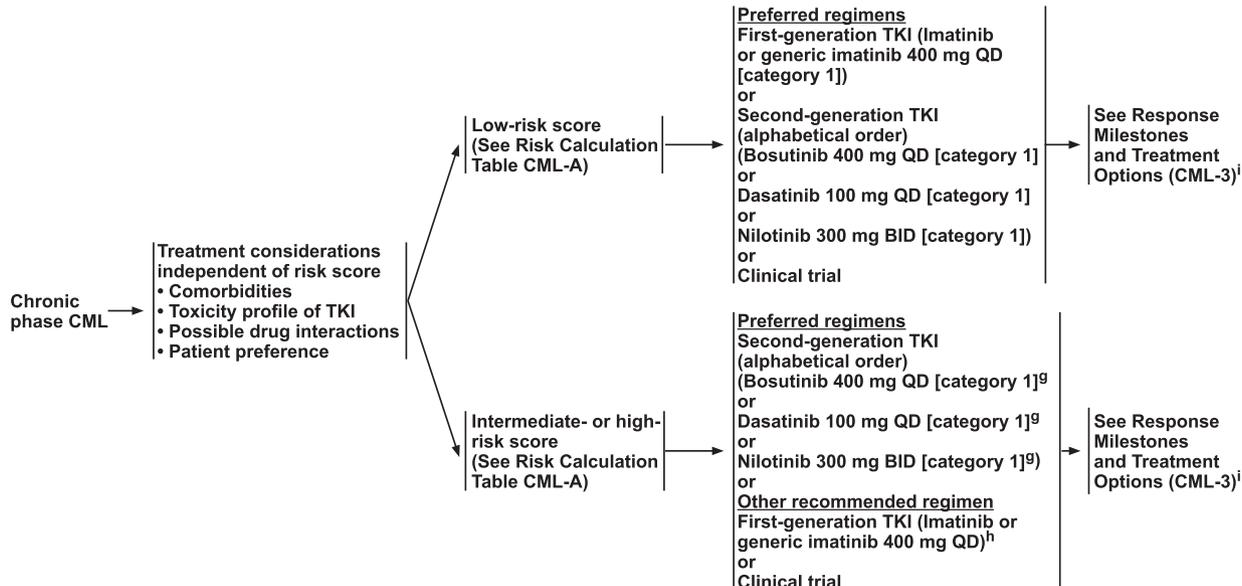 Chronic
phase CML
Treatment considerations
independent of risk score
• Comorbidities
• Toxicity profile of TKI
• Possible drug interactions
• Patient preference
Low-risk score
(See Risk Calculation
Table CML-A)
Preferred regimens
First-generation TKI (Imatinib
or generic imatinib 400 mg QD
[category 1])
or
Second-generation TKI
(alphabetical order)
(Bosutinib 400 mg QD [category 1]
or
Dasatinib 100 mg QD [category 1]
or
Nilotinib 300 mg BID [category 1])
or
Clinical trial
See Response
Milestones
and Treatment
Options (CML-3)i
Intermediate- or high-
risk score
(See Risk Calculation
Table CML-A)
Preferred regimens
Second-generation TKI
(alphabetical order)
(Bosutinib 400 mg QD [category 1]g
or
Dasatinib 100 mg QD [category 1]g
or
Nilotinib 300 mg BID [category 1]g)
or
Other recommended regimen
First-generation TKI (Imatinib or
generic imatinib 400 mg QD)h
or
Clinical trial
See Response
Milestones
and Treatment
Options (CML-3)i